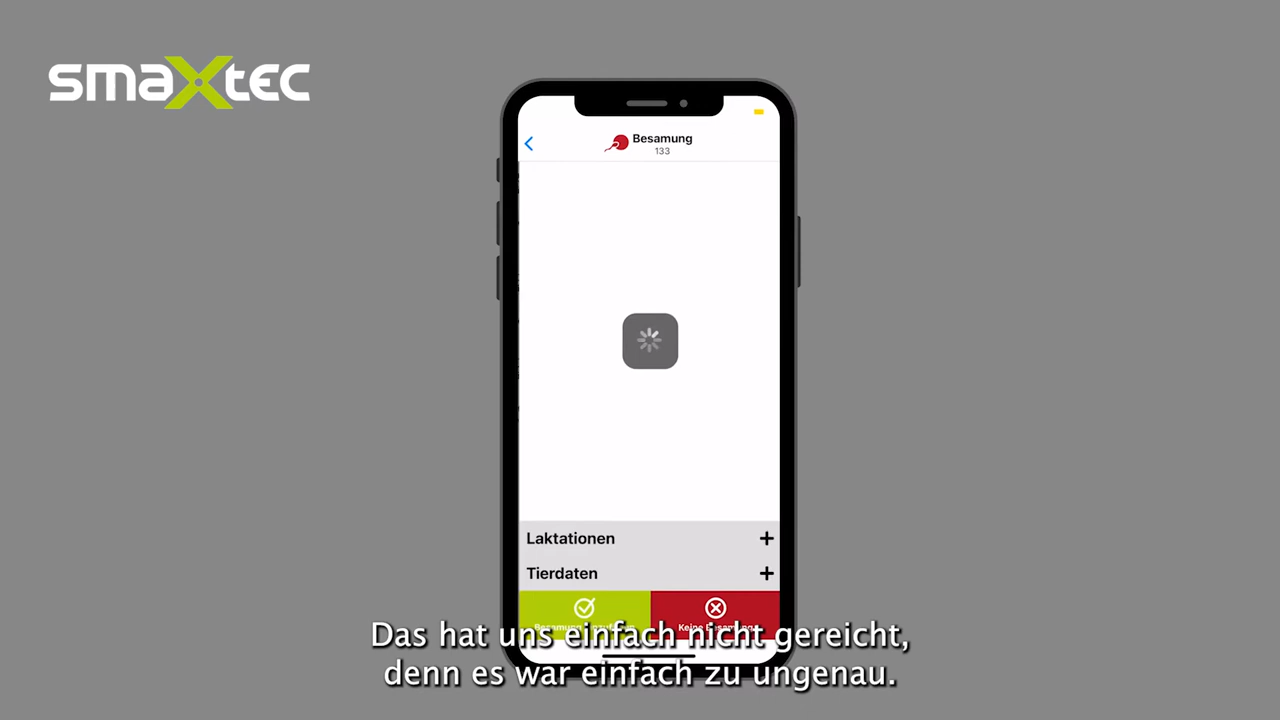 smaXtec
Besamung
133
Laktationen
Tierdaten
Das hat uns einfach nicht gereicht,
denn es war einfach zu ungenau.